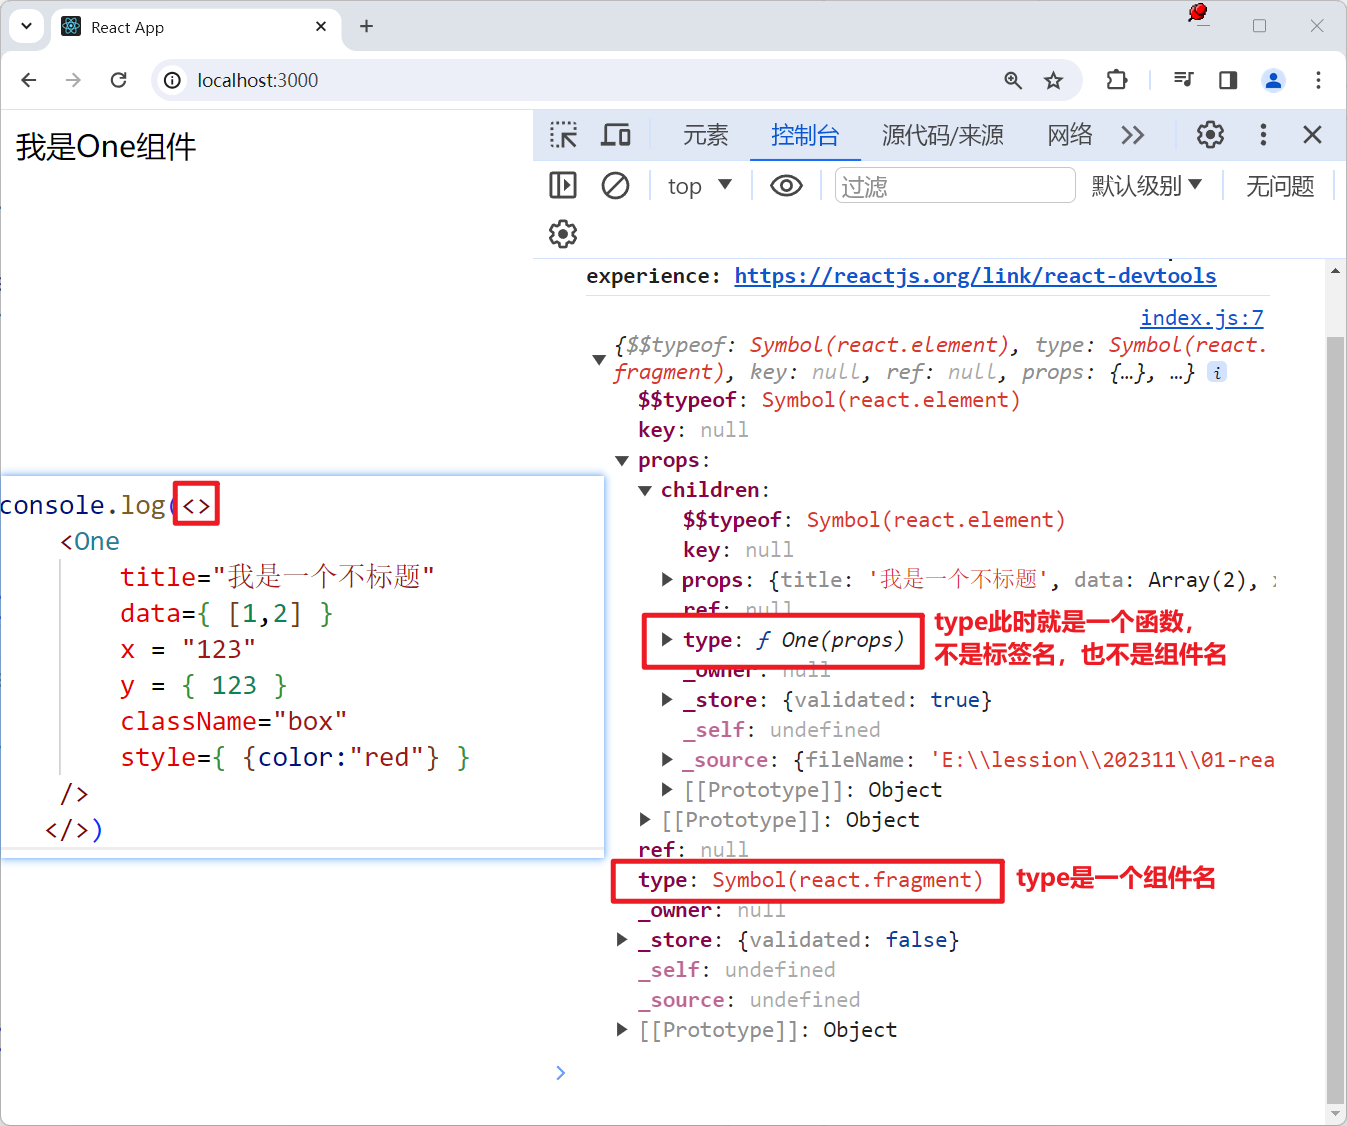 React App
localhost:3000
我是One组件
元素 控制台 源代码/来源 网络
top 过滤 默认级别 无问题
experience: https://reactjs.org/link/react-devtools
index.js:7
{$$typeof: Symbol(react.element), type: Symbol(react.
fragment), key: null, ref: null, props: {…}, …} i
$$typeof: Symbol(react.element)
key: null
props:
children:
$$typeof: Symbol(react.element)
key: null
props: {title: '我是一个不标题', data: Array(2),
ref: null
type: ƒ One(props)
_owner: null
_store: {validated: true}
_self: undefined
_source: {fileName: 'E:\\lession\\202311\\01-rea
[[Prototype]]: Object
[[Prototype]]: Object
ref: null
type: Symbol(react.fragment)
_owner: null
_store: {validated: false}
_self: undefined
_source: undefined
[[Prototype]]: Object
type此时就是一个函数，
不是标签名，也不是组件名
type是一个组件名
console.log(<>
<One
title="我是一个不标题"
data={ [1,2] }
x = "123"
y = { 123 }
className="box"
style={ {color:"red"} }
/>
</>)